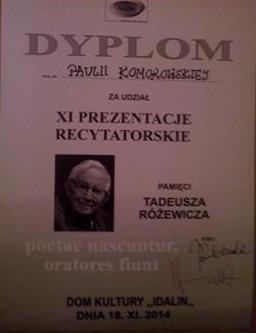 DYPLOM
PAULII KOMOROWSKIEJ
ZA UDZIAŁ
XI PREZENTACJE
RECYTATORSKIE
PAMIĘCI
TADEUSZA
RÓŻEWICZA
poetae nascuntur,
oratores fiunt
DOM KULTURY „IDALIN„
DNIA 18. XI. 2014